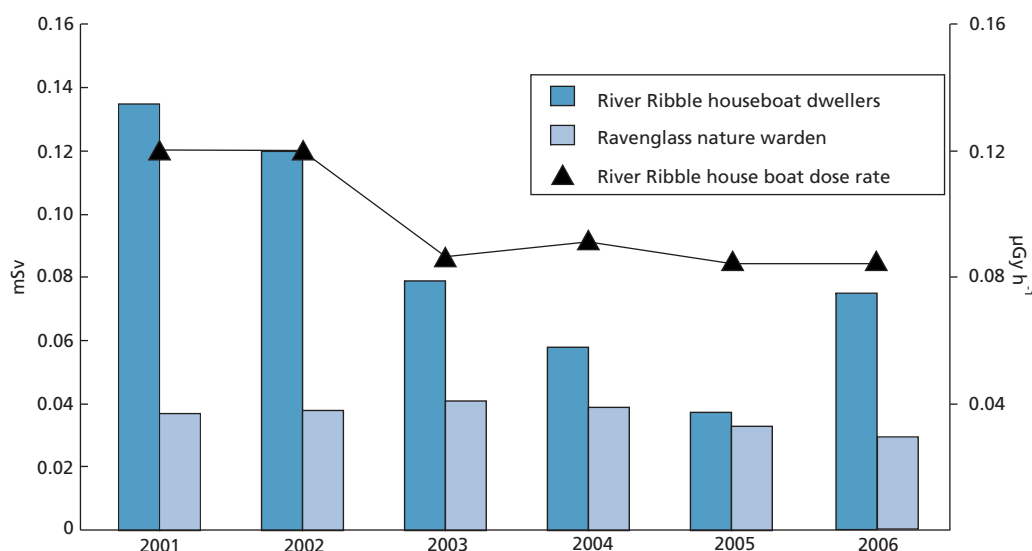 0.16
0.14
0.12
0.10
0.08
0.06
0.04
0.02
0
mSv
0.16
0.12
0.08
0.04
µGy h⁻¹
River Ribble houseboat dwellers
Ravenglass nature warden
River Ribble house boat dose rate
2001 2002 2003 2004 2005 2006